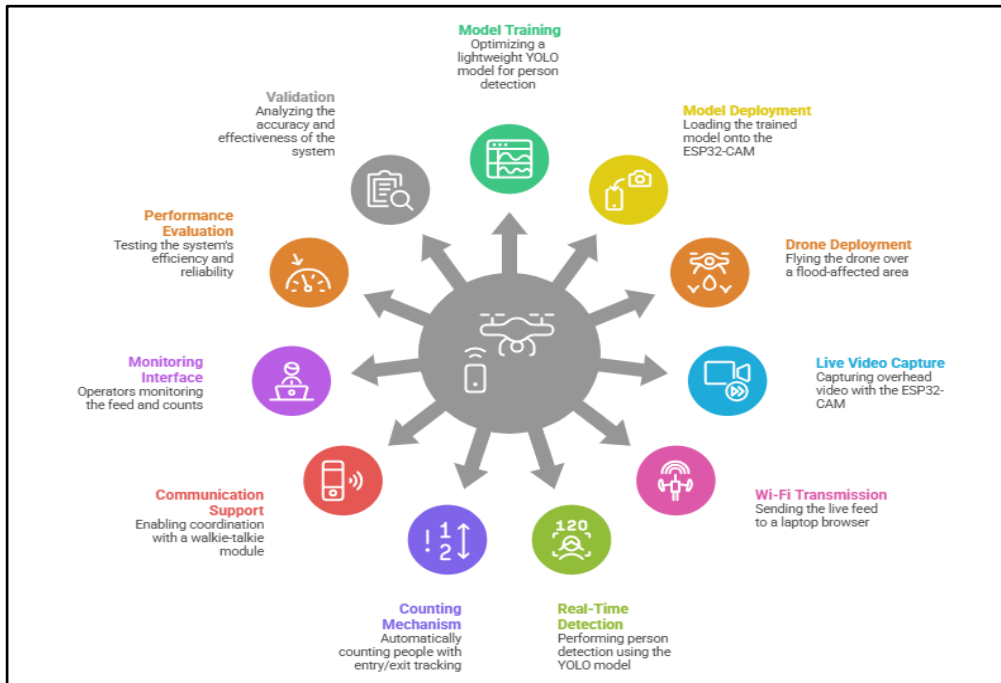 Model Training
Optimizing a
lightweight YOLO
model for person
detection
Model Deployment
Loading the trained
model onto the
ESP32-CAM
Drone Deployment
Flying the drone over
a flood-affected area
Live Video Capture
Capturing overhead
video with the ESP32-
CAM
Wi-Fi Transmission
Sending the live feed
to a laptop browser
120
Real-Time
Detection
Performing person
detection using the
YOLO model
! 1
2
Counting
Mechanism
Automatically
counting people with
entry/exit tracking
Communication
Support
Enabling coordination
with a walkie-talkie
module
Monitoring
Interface
Operators monitoring
the feed and counts
Performance
Evaluation
Testing the system's
efficiency and
reliability
Validation
Analyzing the
accuracy and
effectiveness of the
system